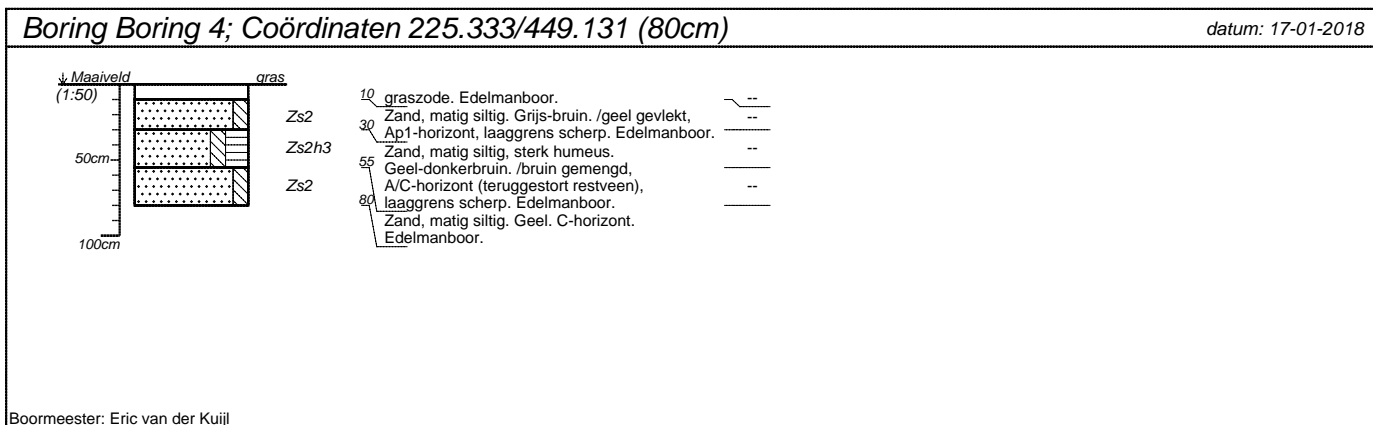 Boring Boring 4; Coördinaten 225.333/449.131 (80cm)
datum: 17-01-2018
Maaiveld
gras
(1:50)
50cm
100cm
Zs2
Zs2h3
Zs2
10 graszode. Edelmanboor. --
Zand, matig siltig. Grijs-bruin. /geel gevlekt, --
30 Ap1-horizont, laaggrens scherp. Edelmanboor.
Zand, matig siltig, sterk humeus. --
55 Geel-donkerbruin. /bruin gemengd,
A/C-horizont (teruggestort restveen), --
80 laaggrens scherp. Edelmanboor.
Zand, matig siltig. Geel. C-horizont.
Edelmanboor.
Boormeester: Eric van der Kuijl